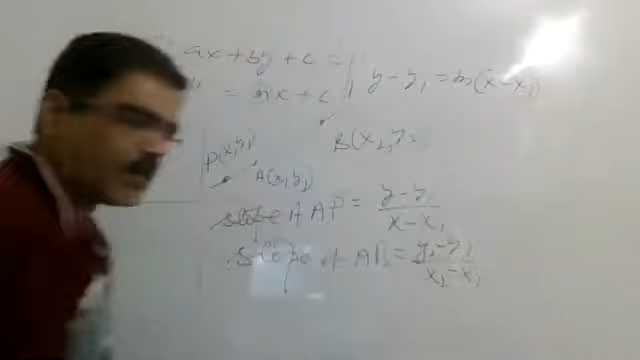 ax+by+c=
= mx+c
y-y₁=m(x-x₁)
B(x₂,y₂
P(x,y)
A(x₁,y₁)
slope of AP = y-y₁/x-x₁
slope of AB = y₂-y₁/x₂-x₁